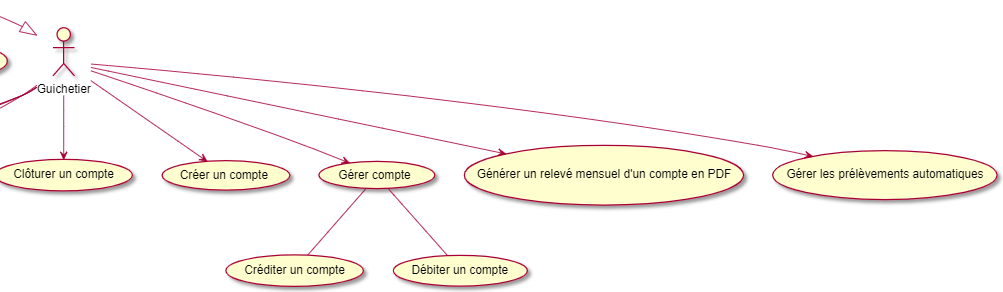 Guichetier
Clôturer un compte
Créer un compte
Gérer compte
Générer un relevé mensuel d'un compte en PDF
Gérer les prélèvements automatiques
Créditer un compte
Débiter un compte